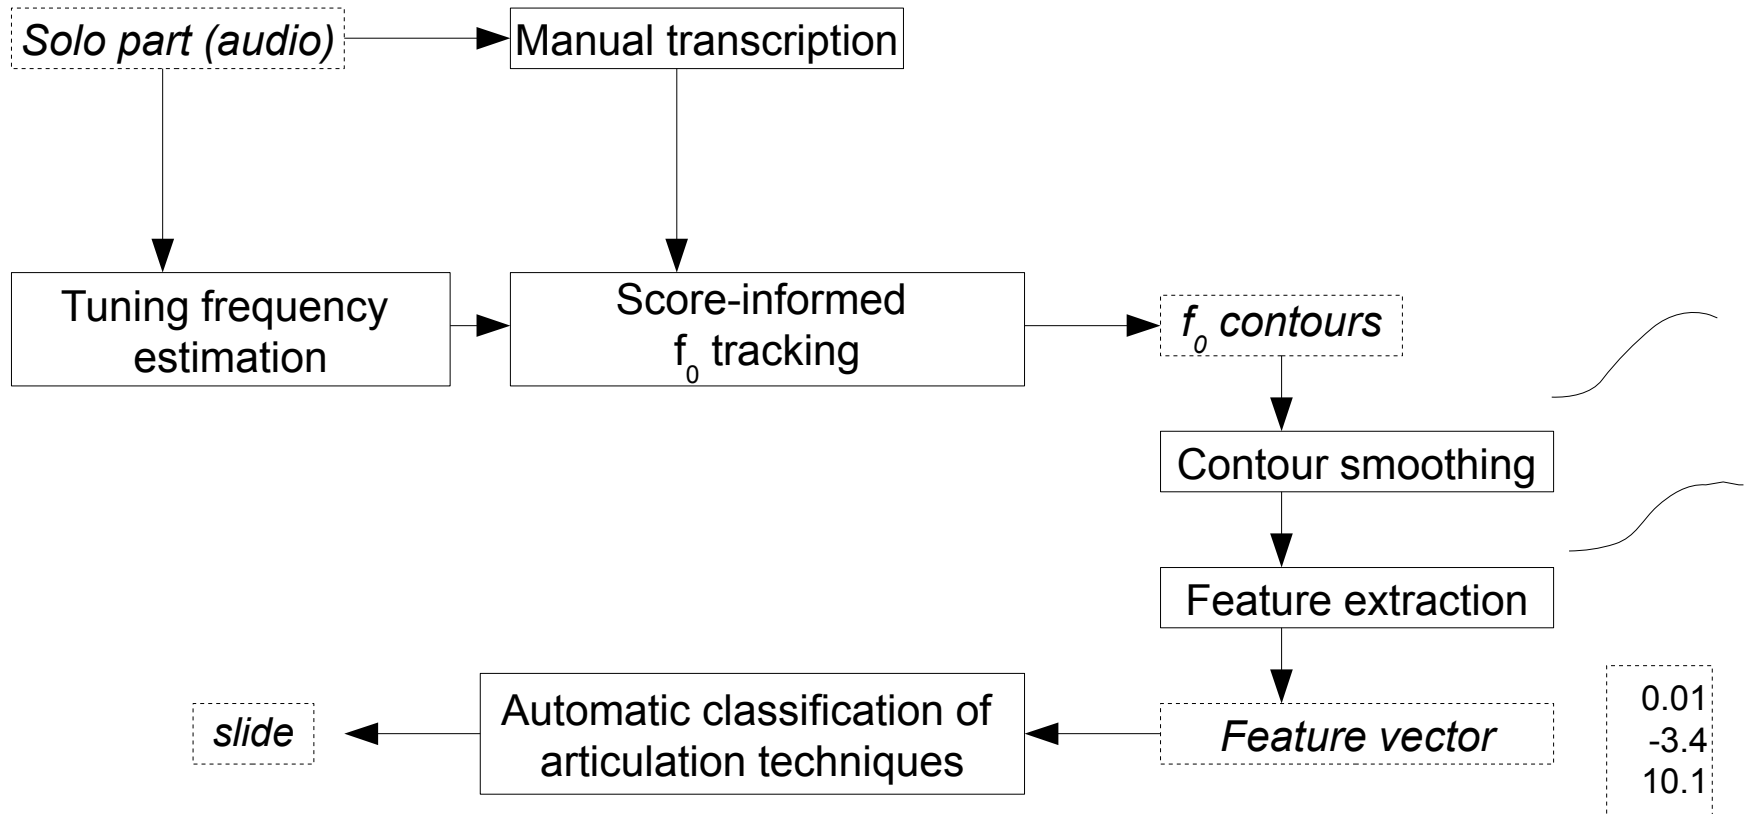 Solo part (audio)
Manual transcription
Tuning frequency
estimation
Score-informed
f0 tracking
f0 contours
Contour smoothing
Feature extraction
Feature vector
0.01
-3.4
10.1
Automatic classification of
articulation techniques
slide